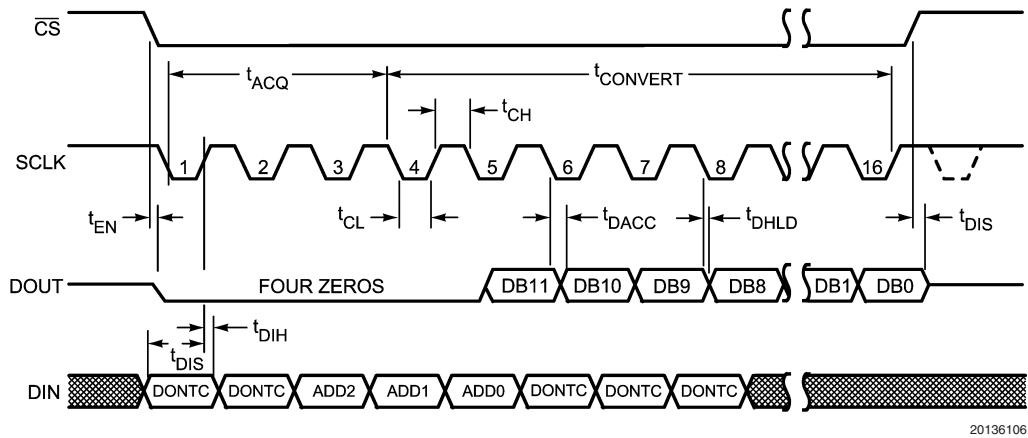 CS
tACQ
tCONVERT
tCH
SCLK 1 2 3 4 5 6 7 8 16
tEN
tCL
tDACC
tDHLD
tDIS
DOUT FOUR ZEROS DB11 DB10 DB9 DB8 DB1 DB0
tDIH
tDIS
DIN DONTC DONTC ADD2 ADD1 ADD0 DONTC DONTC DONTC
20136106